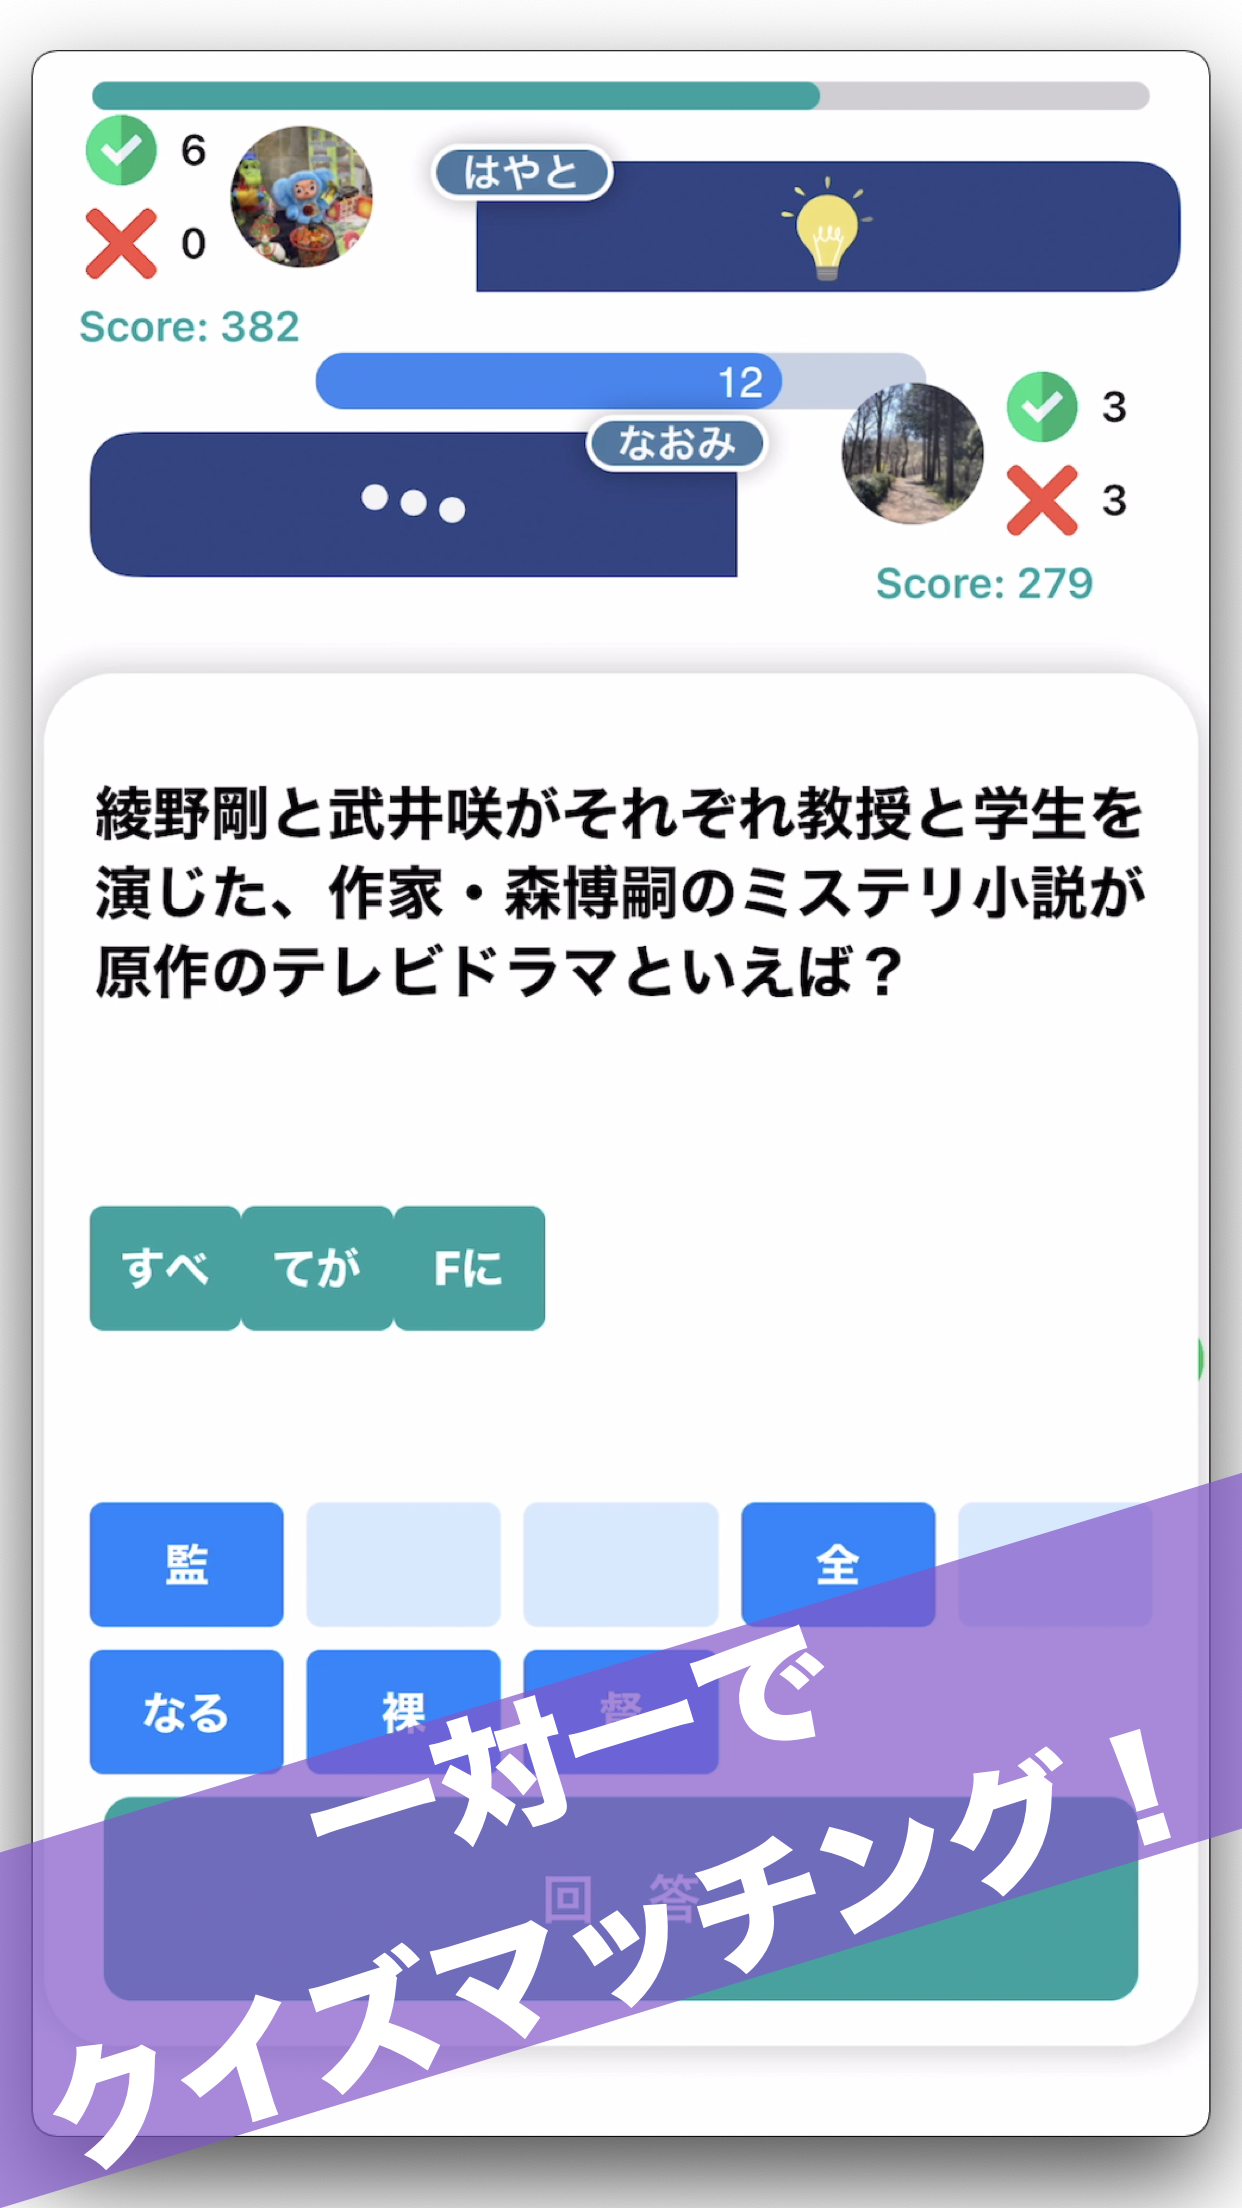 6
はやと
0
Score: 382
12
なおみ
3
3
Score: 279
綾野剛と武井咲がそれぞれ教授と学生を
演じた、作家・森博嗣のミステリ小説が
原作のテレビドラマといえば？
すべ てが Fに
監 全
なる 裸 督
回 答
一対一で
クイズマッチング！